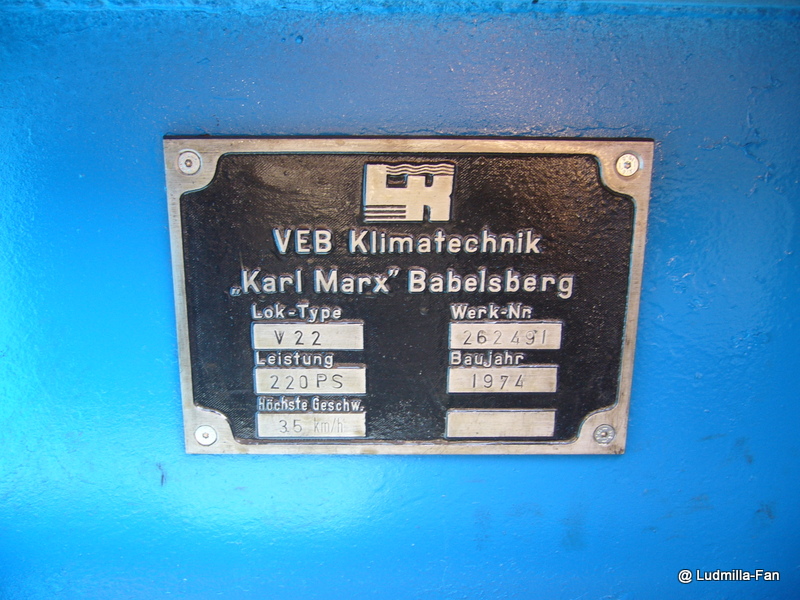 VEB Klimatechnik
„Karl Marx” Babelsberg
Lok-Type
V 22
Werk-Nr.
262491
Leistung
220 PS
Baujahr
1974
Höchste Geschw.
35 km/h
@ Ludmilla-Fan